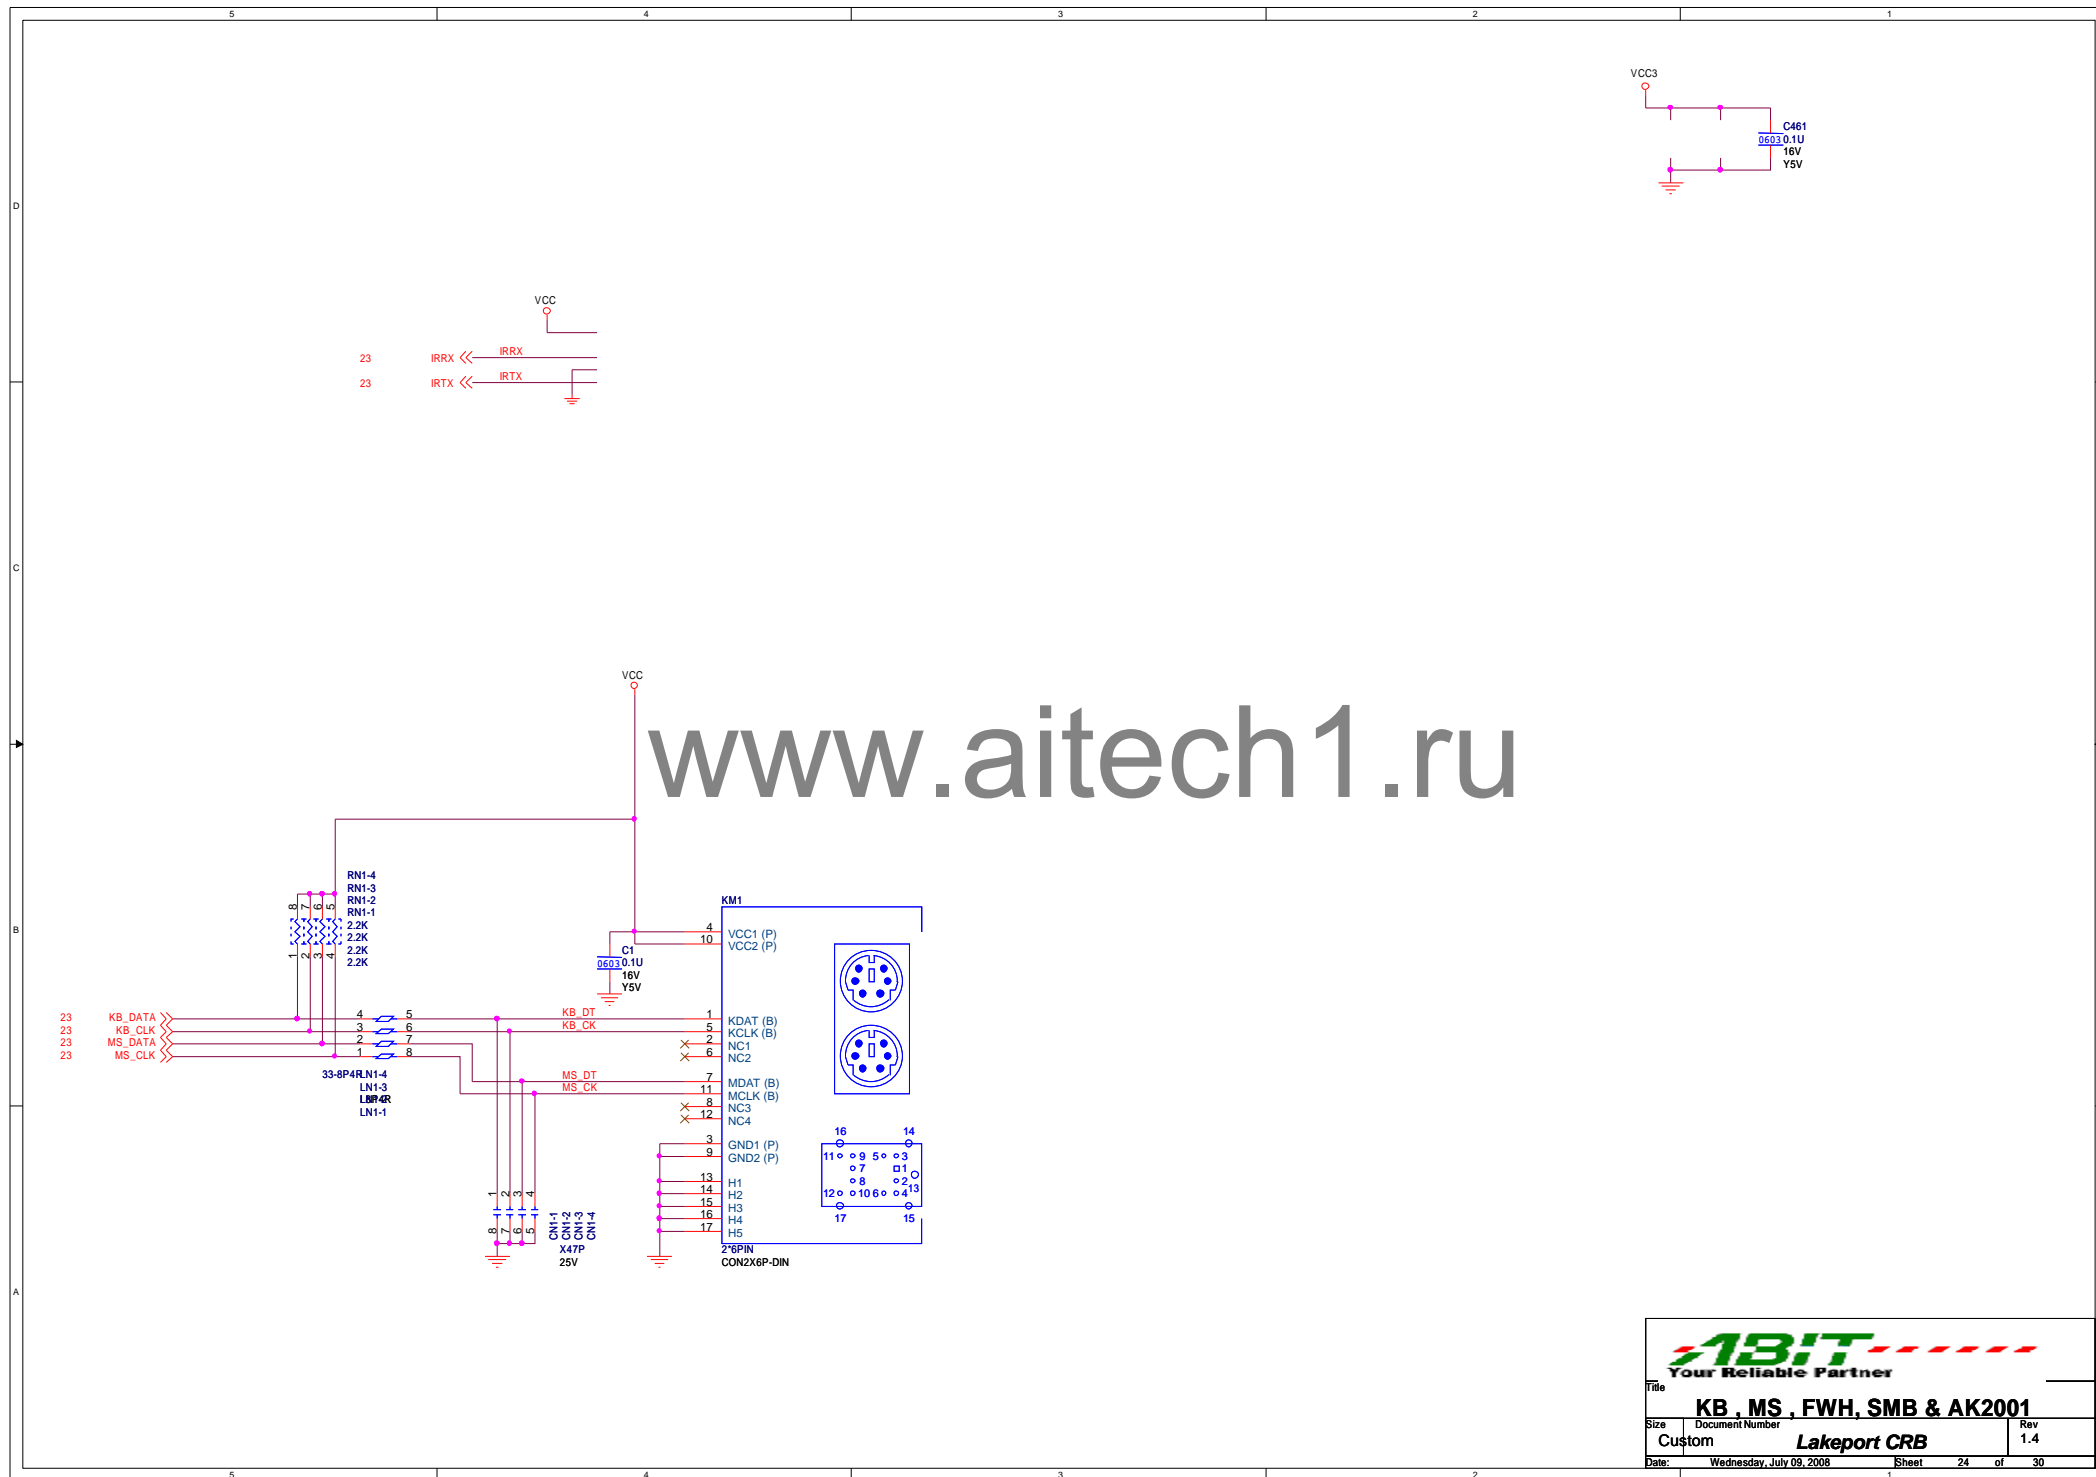 5 4 3 2 1
VCC3
C461
0603 0.1U
16V
Y5V
D
VCC
23 IRRX IRRX
23 IRTX IRTX
C
VCC
www.aitech1.ru
RN1-4
RN1-3
RN1-2
RN1-1
2.2K
2.2K
2.2K
2.2K
8 7 6 5
1 2 3 4
B
KM1
4 VCC1 (P)
10 VCC2 (P)
C1
0603 0.1U
16V
Y5V
23 KB_DATA 4 5 KB_DT 1 KDAT (B)
23 KB_CLK 3 6 KB_CK 5 KCLK (B)
23 MS_DATA 2 7 2 NC1
23 MS_CLK 1 8 6 NC2
33-8P4R LN1-4
LN1-3
LN1-1
MS_DT 7 MDAT (B)
MS_CK 11 MCLK (B)
8 NC3
12 NC4
3 GND1 (P)
9 GND2 (P)
13 H1
14 H2
15 H3
16 H4
17 H5
16 14
11 9 5 3
7 1
8 2
12 10 6 4 13
17 15
1 2 3 4
8 7 6 5
CN1-1
CN1-2
CN1-3
CN1-4
X47P
25V
2*6PIN
CON2X6P-DIN
A
ABIT
Your Reliable Partner
Title
KB , MS , FWH, SMB & AK2001
Size Document Number Rev
Custom Lakeport CRB 1.4
Date: Wednesday, July 09, 2008 Sheet 24 of 30
5 4 3 2 1